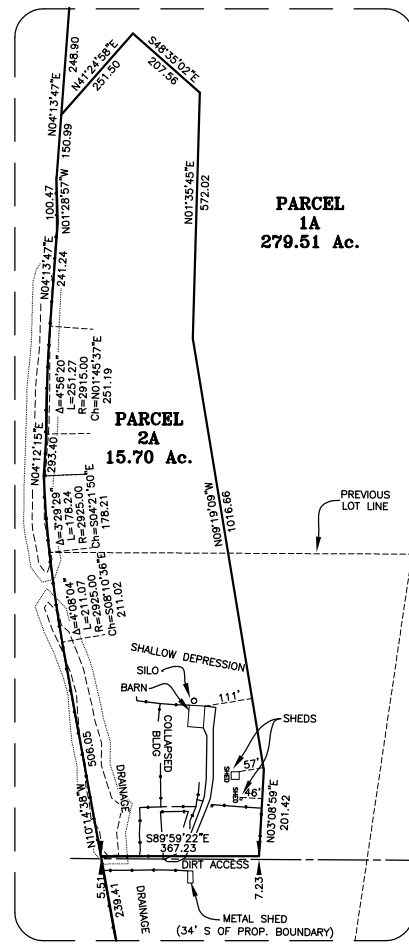 248.90
N04°13'47"E
N41°24'58"E
251.50
S48°35'02"E
207.56
150.99
100.47
N01°28'57"W
N01°35'45"E
572.02
PARCEL
1A
279.51 Ac.
N04°13'47"E
241.24
Δ=4°56'20"
L=251.27
R=2915.00
Ch=N01°45'37"E
251.19
PARCEL
2A
15.70 Ac.
N04°12'15"E
293.40
Δ=3°29'29"
L=178.24
R=2925.00
Ch=S04°21'50"E
178.21
N09°19'09"W
1016.66
PREVIOUS
LOT LINE
Δ=4°08'04"
L=211.07
R=2925.00
Ch=S08°10'36"E
211.02
SHALLOW DEPRESSION
SILO
BARN
111'
SHEDS
COLLAPSED
BLDG
506.05
N10°14'38"W
DRAINAGE
SHED
57'
SHED
46'
N03°08'59"E
201.42
S89°59'22"E
367.23
DIRT ACCESS
5.51
239.41
7.23
DRAINAGE
METAL SHED
(34' S OF PROP. BOUNDARY)